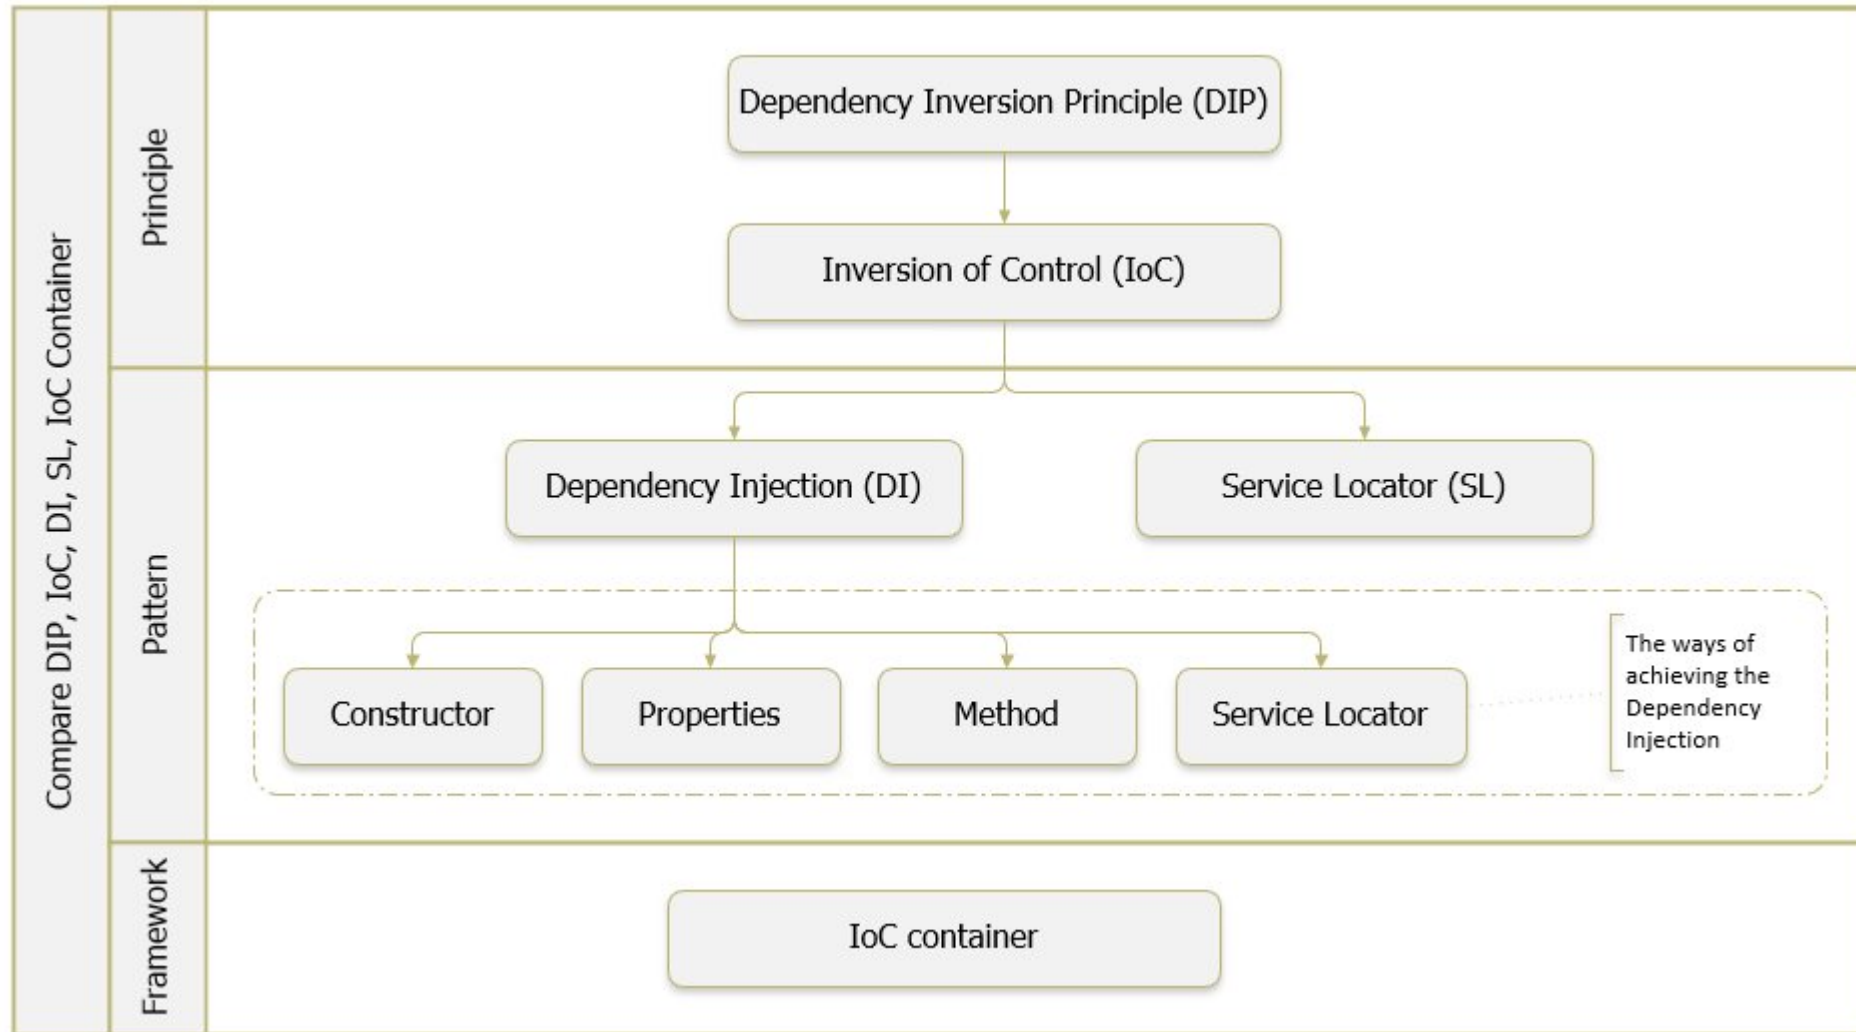 Compare DIP, IoC, DI, SL, IoC Container
Principle
Dependency Inversion Principle (DIP)
Inversion of Control (IoC)
Pattern
Dependency Injection (DI)
Service Locator (SL)
Constructor
Properties
Method
Service Locator
The ways of
achieving the
Dependency
Injection
Framework
IoC container